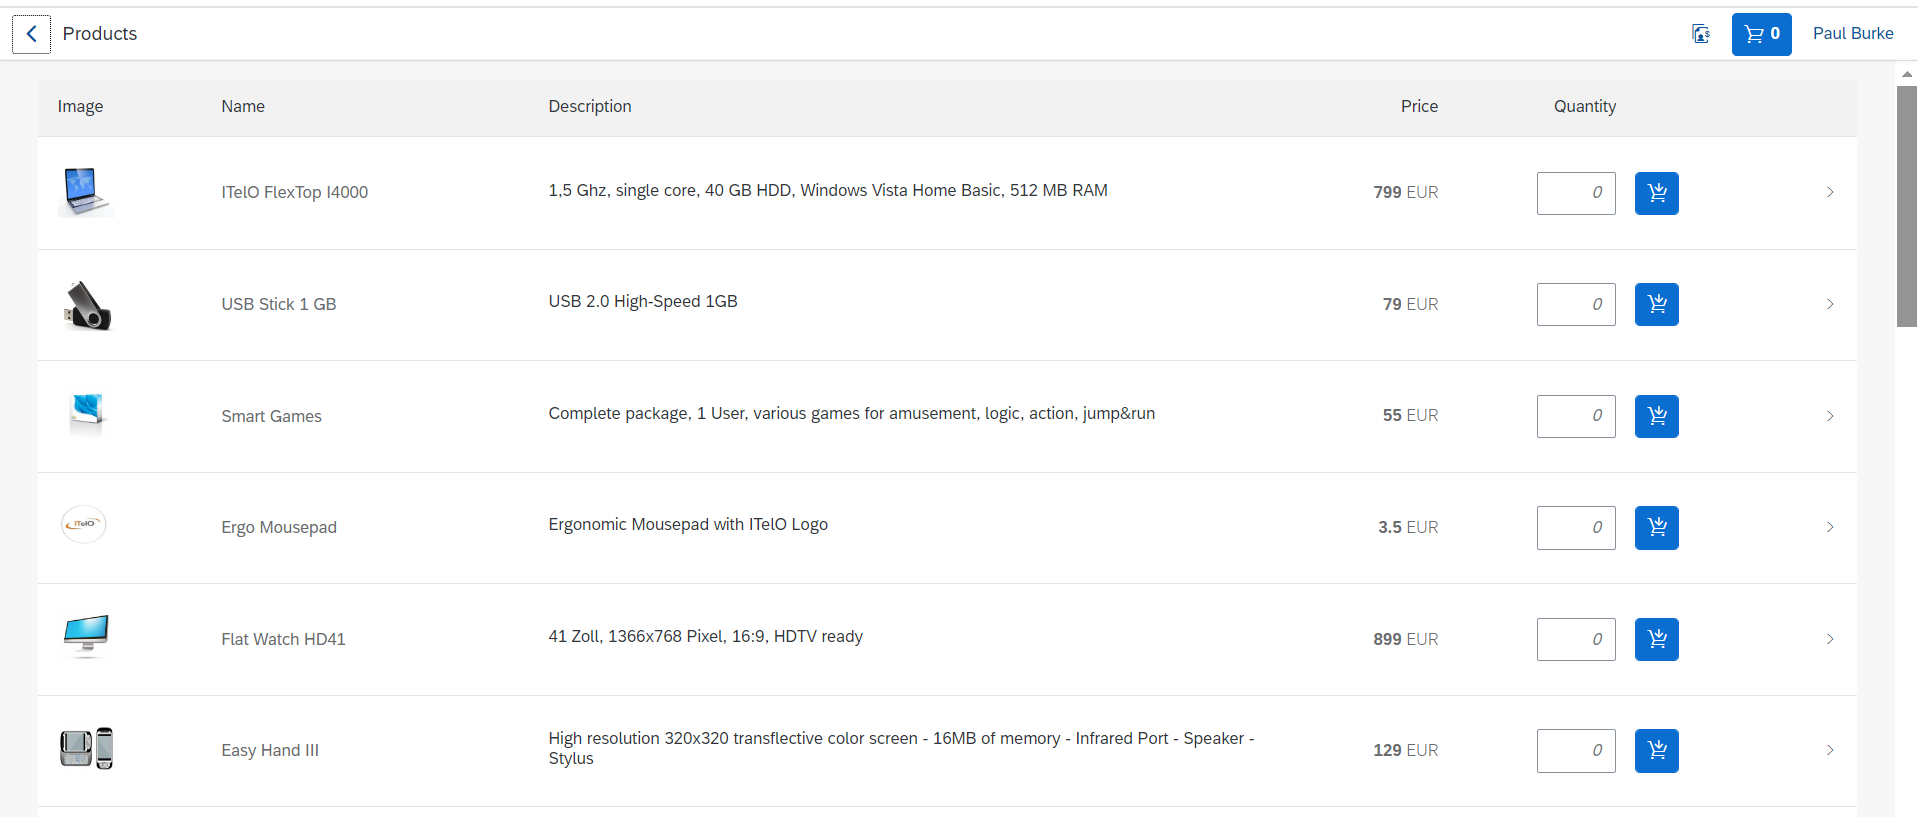 Products
0
Paul Burke
Image Name Description Price Quantity
ITelO FlexTop I4000 1,5 Ghz, single core, 40 GB HDD, Windows Vista Home Basic, 512 MB RAM 799 EUR 0
USB Stick 1 GB USB 2.0 High-Speed 1GB 79 EUR 0
Smart Games Complete package, 1 User, various games for amusement, logic, action, jump&run 55 EUR 0
ITelO
Ergo Mousepad Ergonomic Mousepad with ITelO Logo 3.5 EUR 0
Flat Watch HD41 41 Zoll, 1366x768 Pixel, 16:9, HDTV ready 899 EUR 0
Easy Hand III High resolution 320x320 transflective color screen - 16MB of memory - Infrared Port - Speaker -
Stylus
129 EUR 0